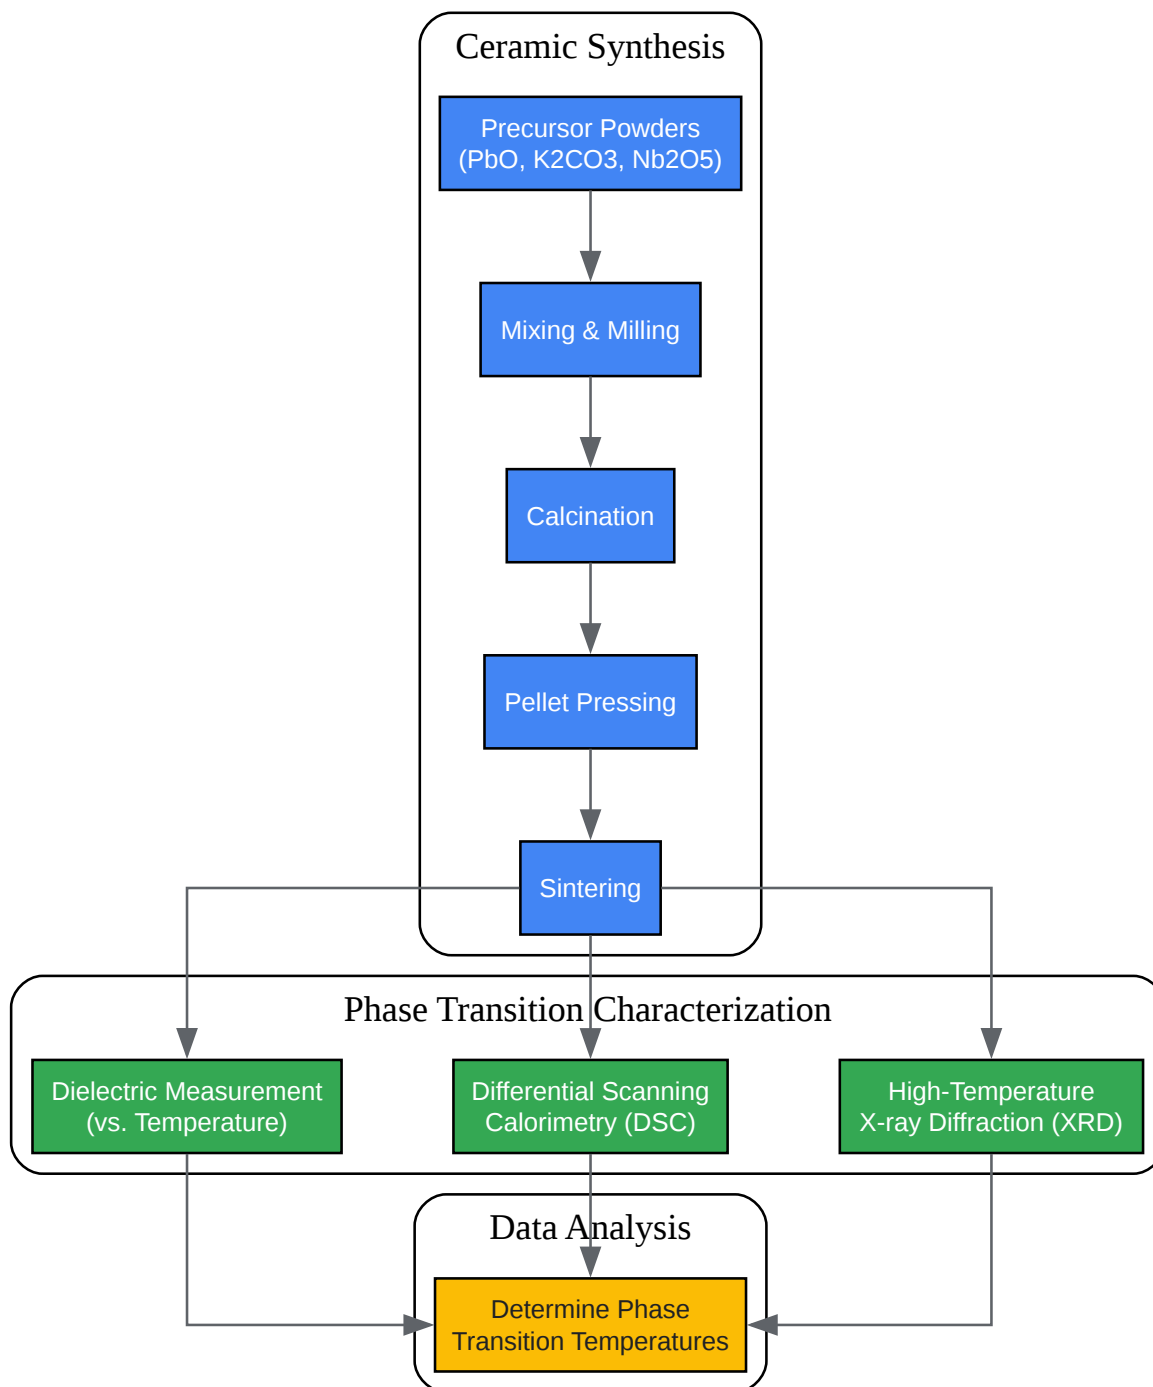 Ceramic Synthesis
Precursor Powders
(PbO, K2CO3, Nb2O5)
Mixing & Milling
Calcination
Pellet Pressing
Sintering
Phase Transition Characterization
Dielectric Measurement
(vs. Temperature)
Differential Scanning
Calorimetry (DSC)
High-Temperature
X-ray Diffraction (XRD)
Data Analysis
Determine Phase
Transition Temperatures